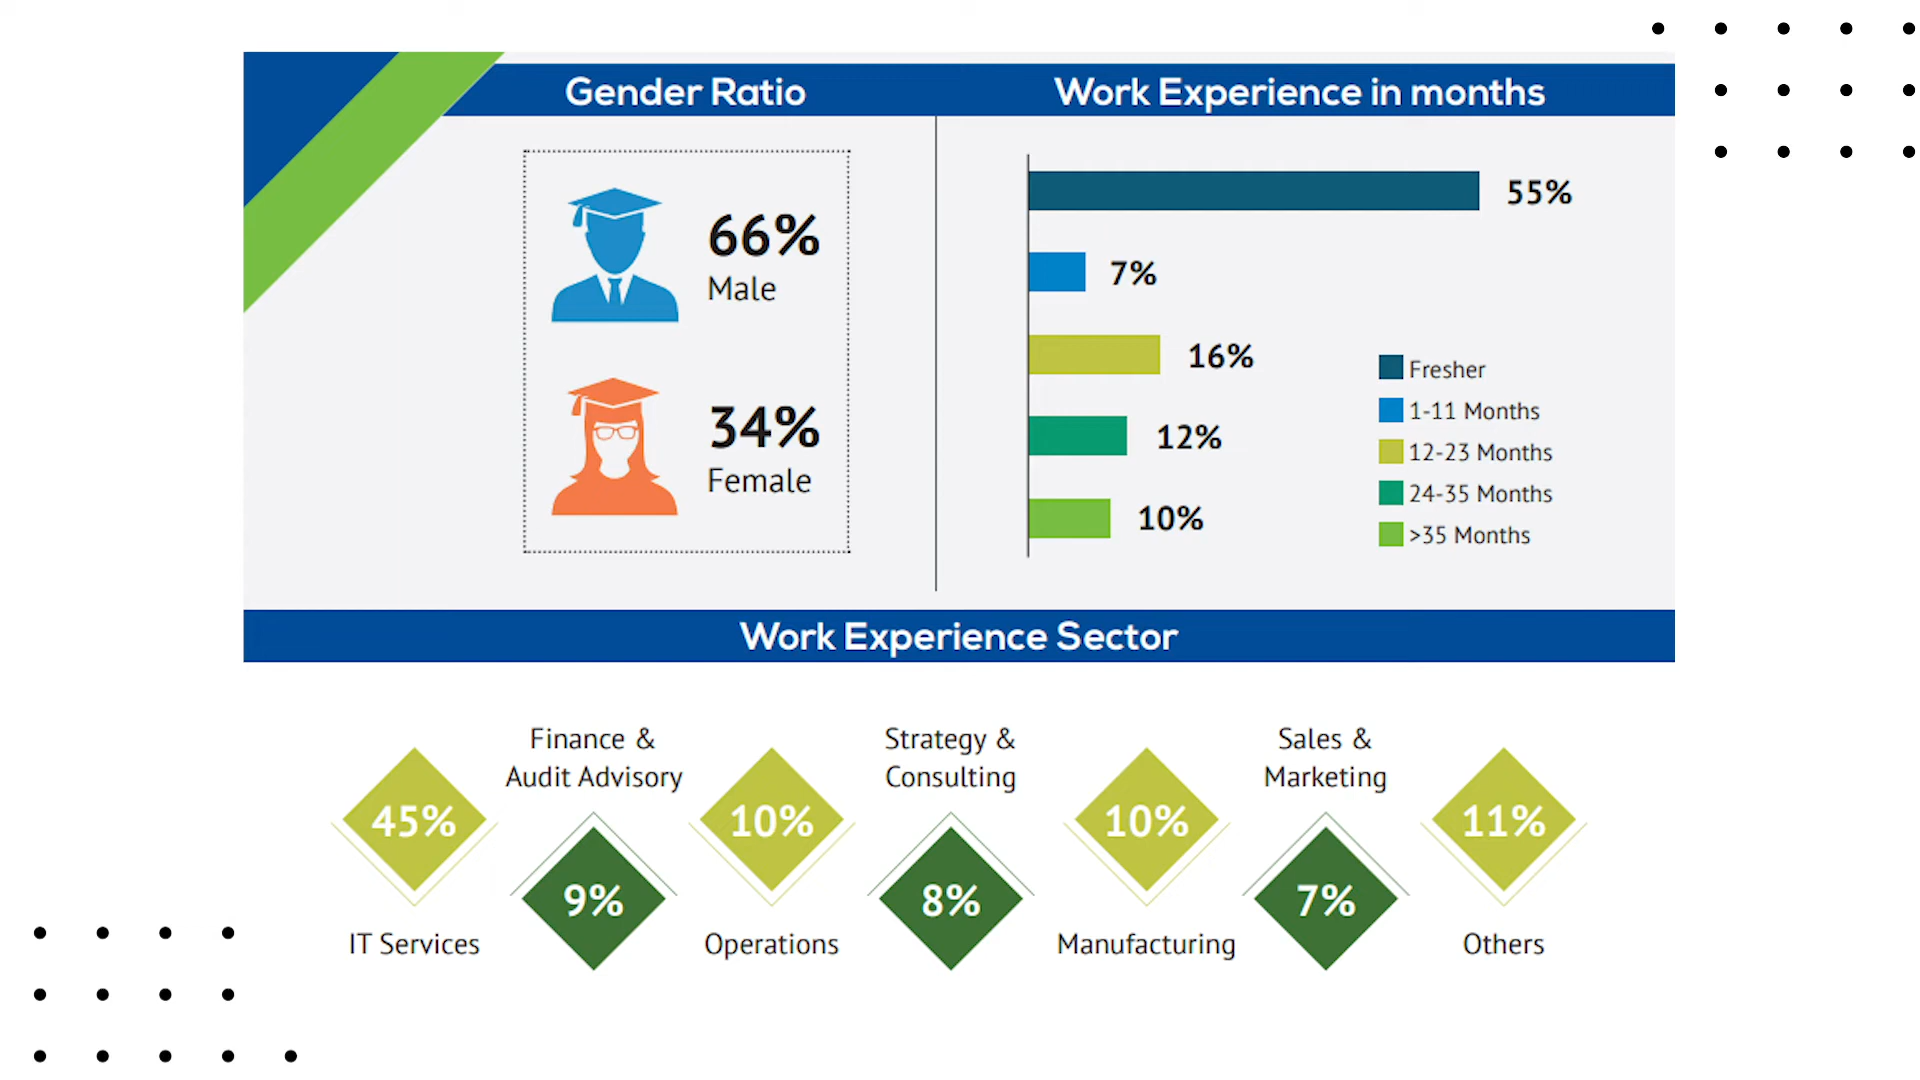 Gender Ratio
Work Experience in months
66%
Male
34%
Female
55%
7%
16%
12%
10%
Fresher
1-11 Months
12-23 Months
24-35 Months
>35 Months
Work Experience Sector
45%
IT Services
Finance &
Audit Advisory
9%
10%
Operations
Strategy &
Consulting
8%
10%
Manufacturing
Sales &
Marketing
7%
11%
Others